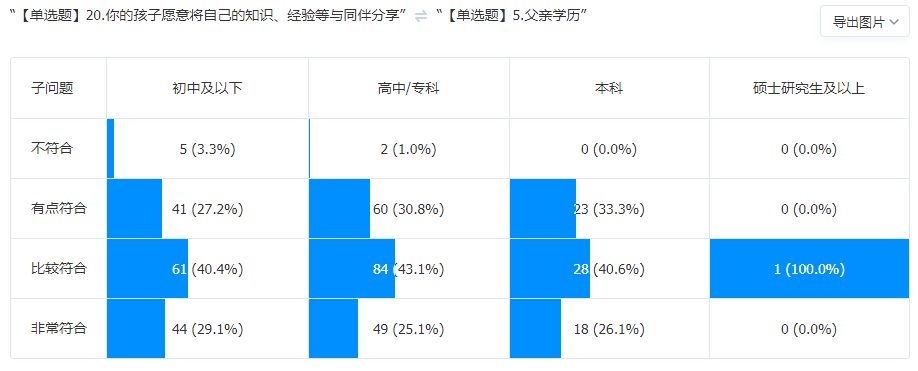 “【单选题】20.你的孩子愿意将自己的知识、经验等与同伴分享” ⇌ “【单选题】5.父亲学历” 导出图片
子问题 初中及以下 高中/专科 本科 硕士研究生及以上
不符合 5 (3.3%) 2 (1.0%) 0 (0.0%) 0 (0.0%)
有点符合 41 (27.2%) 60 (30.8%) 23 (33.3%) 0 (0.0%)
比较符合 61 (40.4%) 84 (43.1%) 28 (40.6%) 1 (100.0%)
非常符合 44 (29.1%) 49 (25.1%) 18 (26.1%) 0 (0.0%)